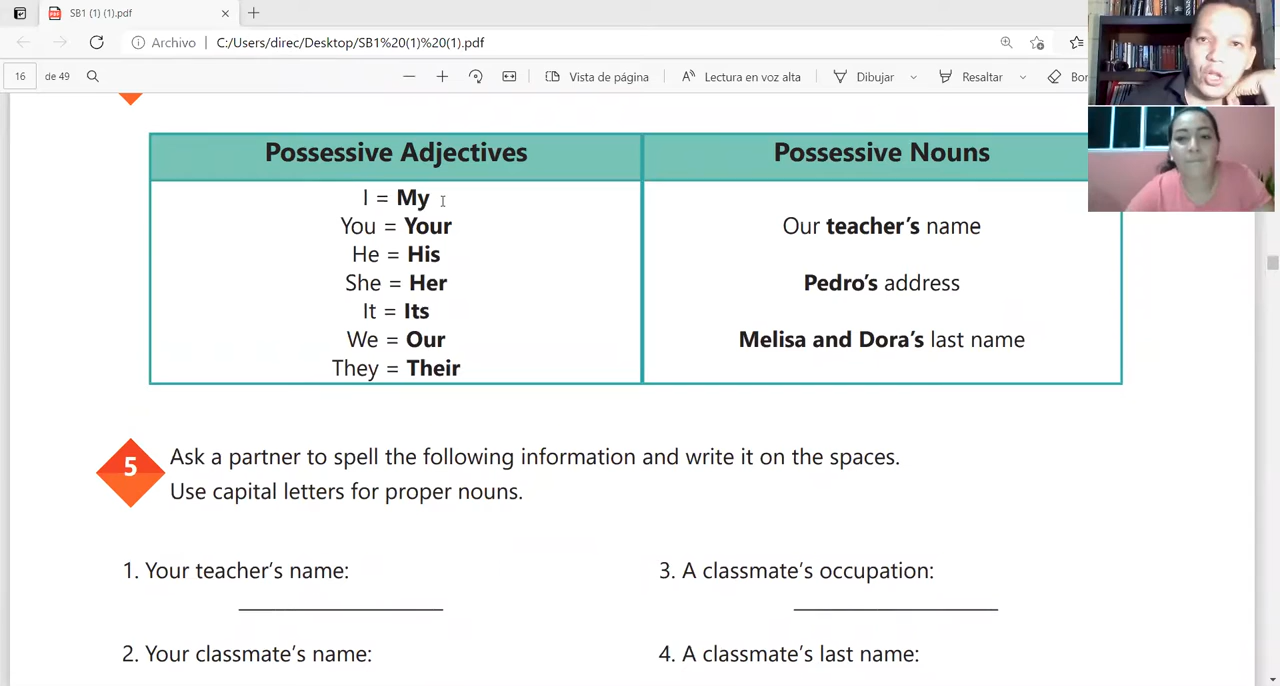 SB1 (1) (1).pdf
Archivo
C:/Users/direc/Desktop/SB1%20(1)%20(1).pdf
16 de 49
Vista de página
Lectura en voz alta
Dibujar
Resaltar
Bor
Possessive Adjectives
I = My
You = Your
He = His
She = Her
It = Its
We = Our
They = Their
Possessive Nouns
Our teacher's name
Pedro's address
Melisa and Dora's last name
5
Ask a partner to spell the following information and write it on the spaces.
Use capital letters for proper nouns.
1. Your teacher's name:
2. Your classmate's name:
3. A classmate's occupation:
4. A classmate's last name: